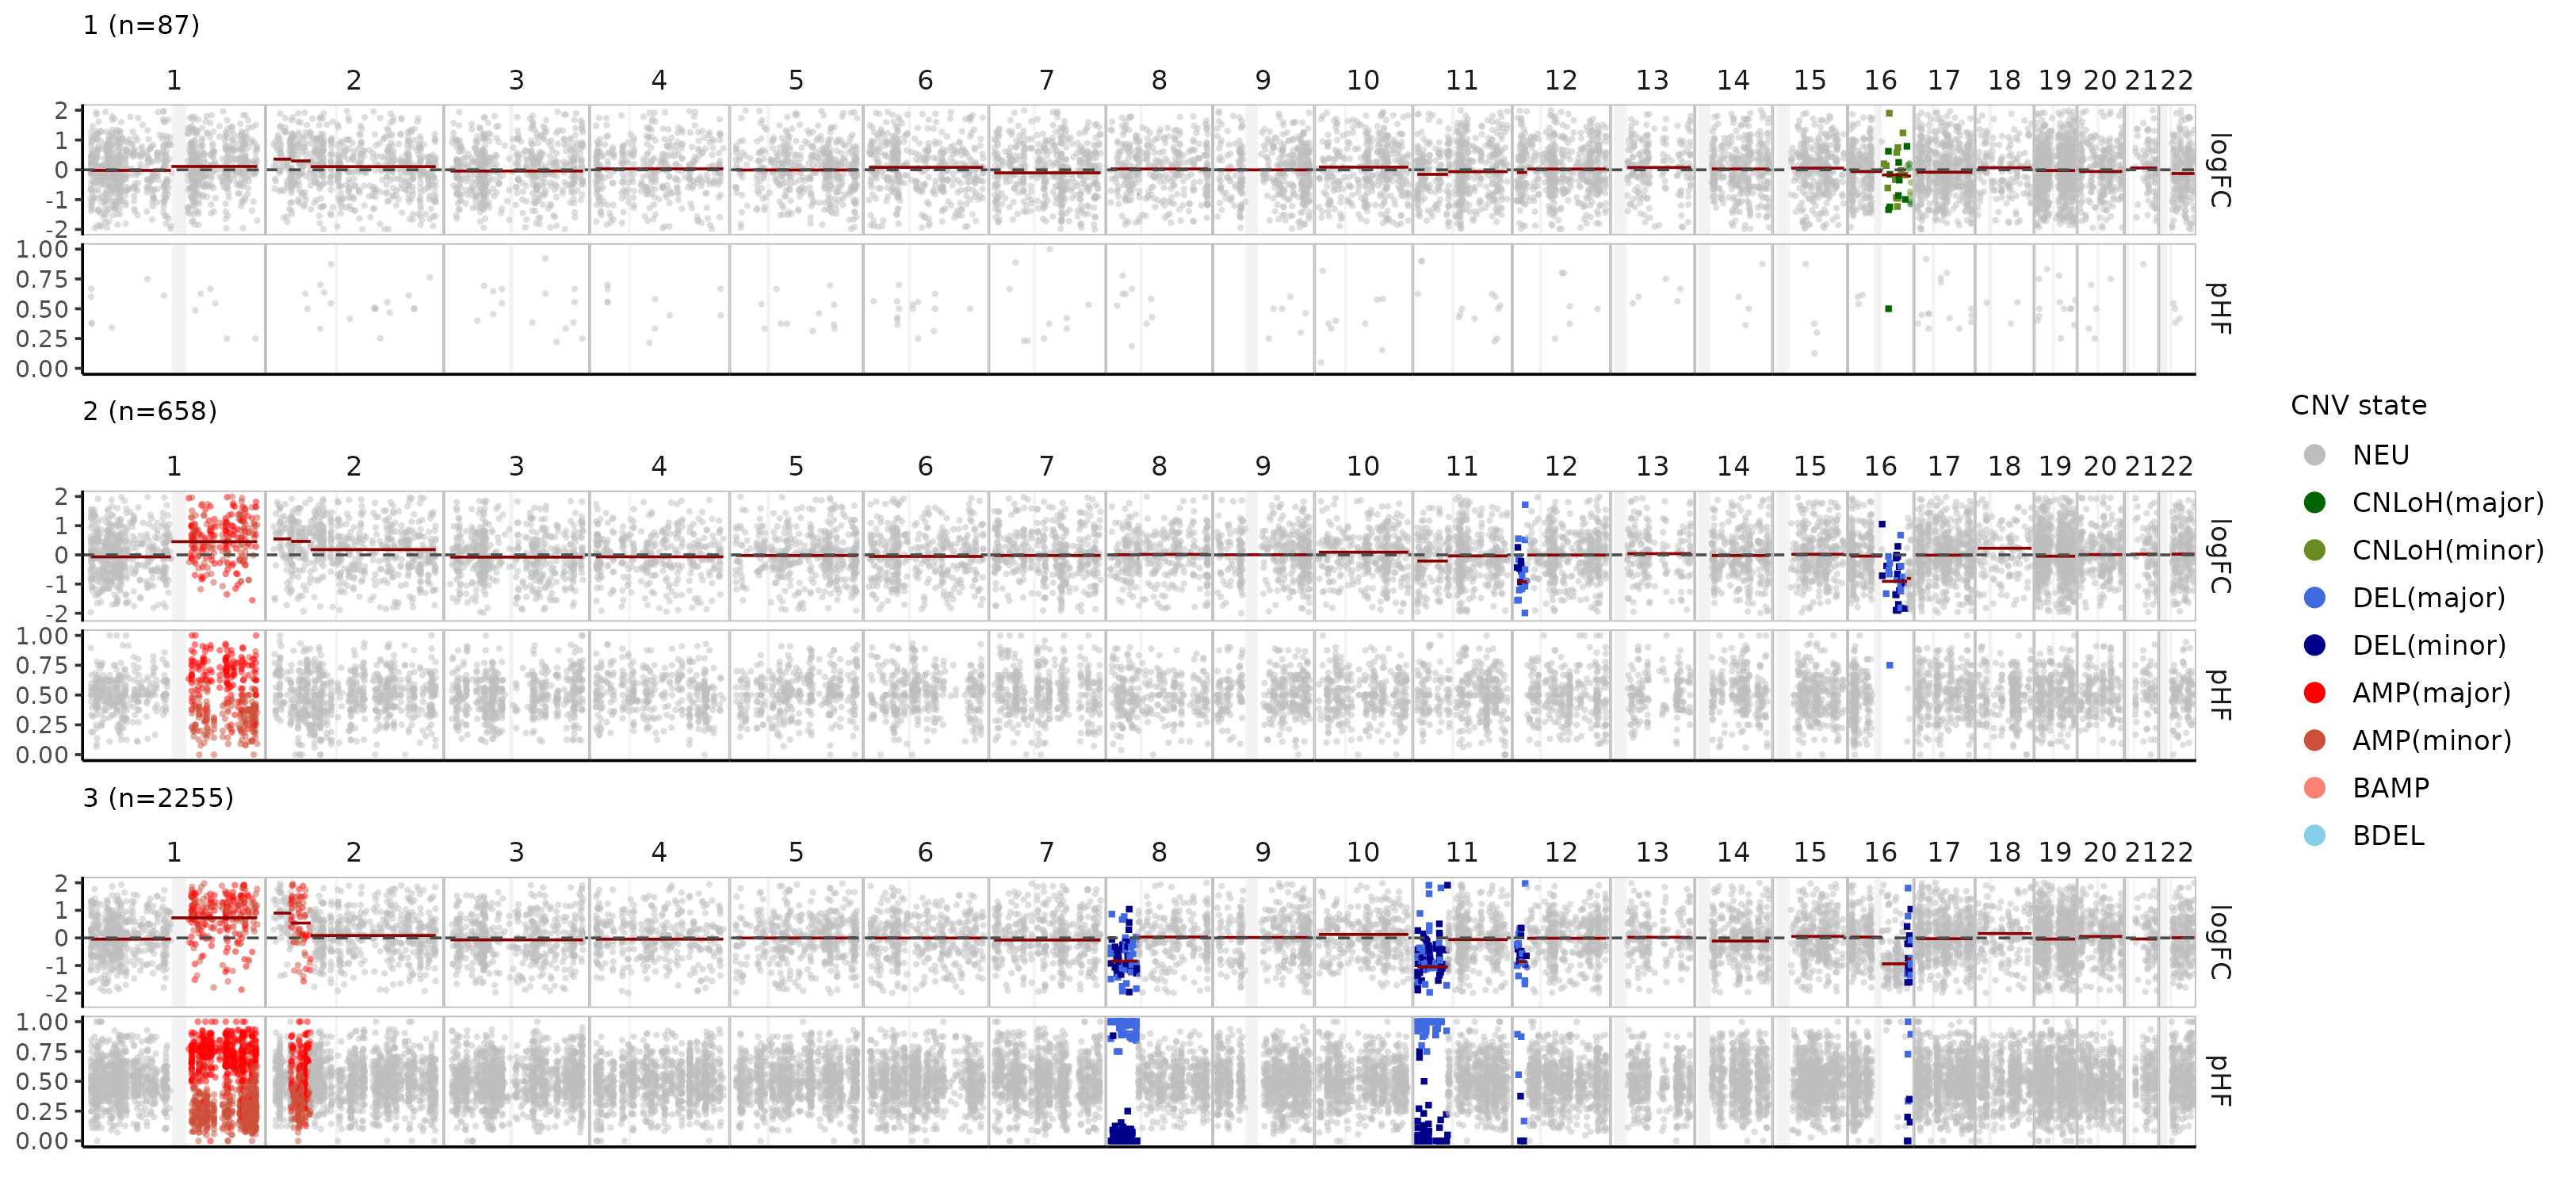 1 (n=87)
1 2 3 4 5 6 7 8 9 10 11 12 13 14 15 16 17 18 19 20 21 22
2
1
0
-1
-2
logFC
1.00
0.75
0.50
0.25
0.00
pHF
2 (n=658)
1 2 3 4 5 6 7 8 9 10 11 12 13 14 15 16 17 18 19 20 21 22
2
1
0
-1
-2
logFC
1.00
0.75
0.50
0.25
0.00
pHF
3 (n=2255)
1 2 3 4 5 6 7 8 9 10 11 12 13 14 15 16 17 18 19 20 21 22
2
1
0
-1
-2
logFC
1.00
0.75
0.50
0.25
0.00
pHF
CNV state
NEU
CNLoH(major)
CNLoH(minor)
DEL(major)
DEL(minor)
AMP(major)
AMP(minor)
BAMP
BDEL